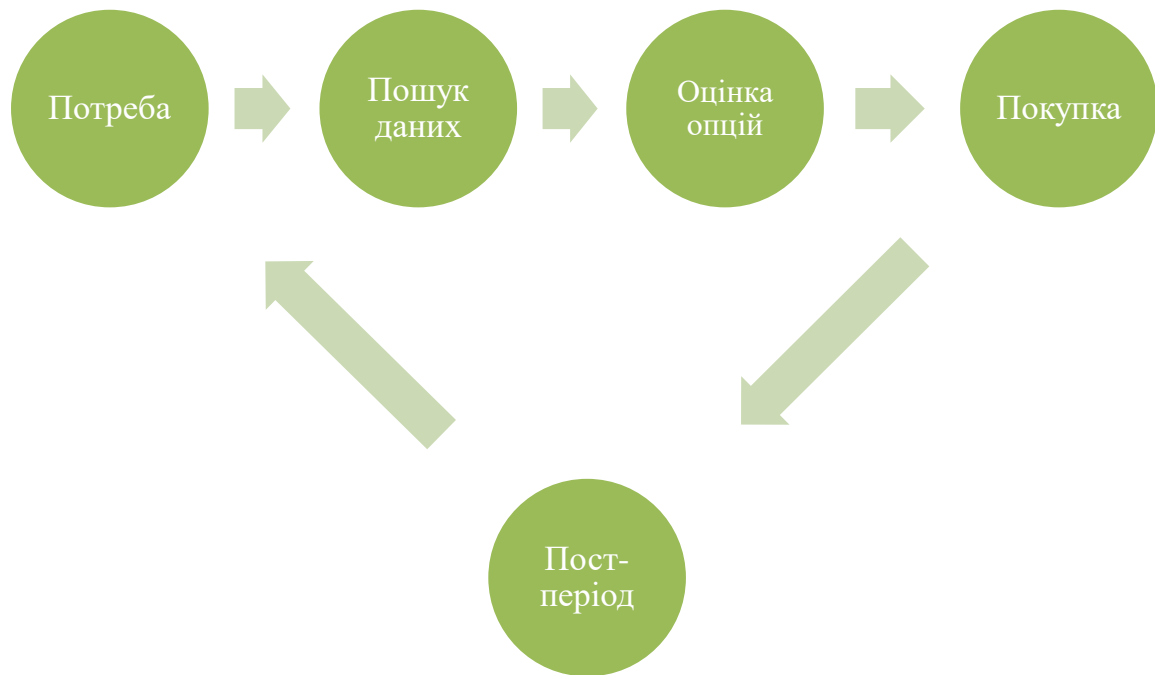 Потреба
Пошук
даних
Оцінка
опцій
Покупка
Пост-
період